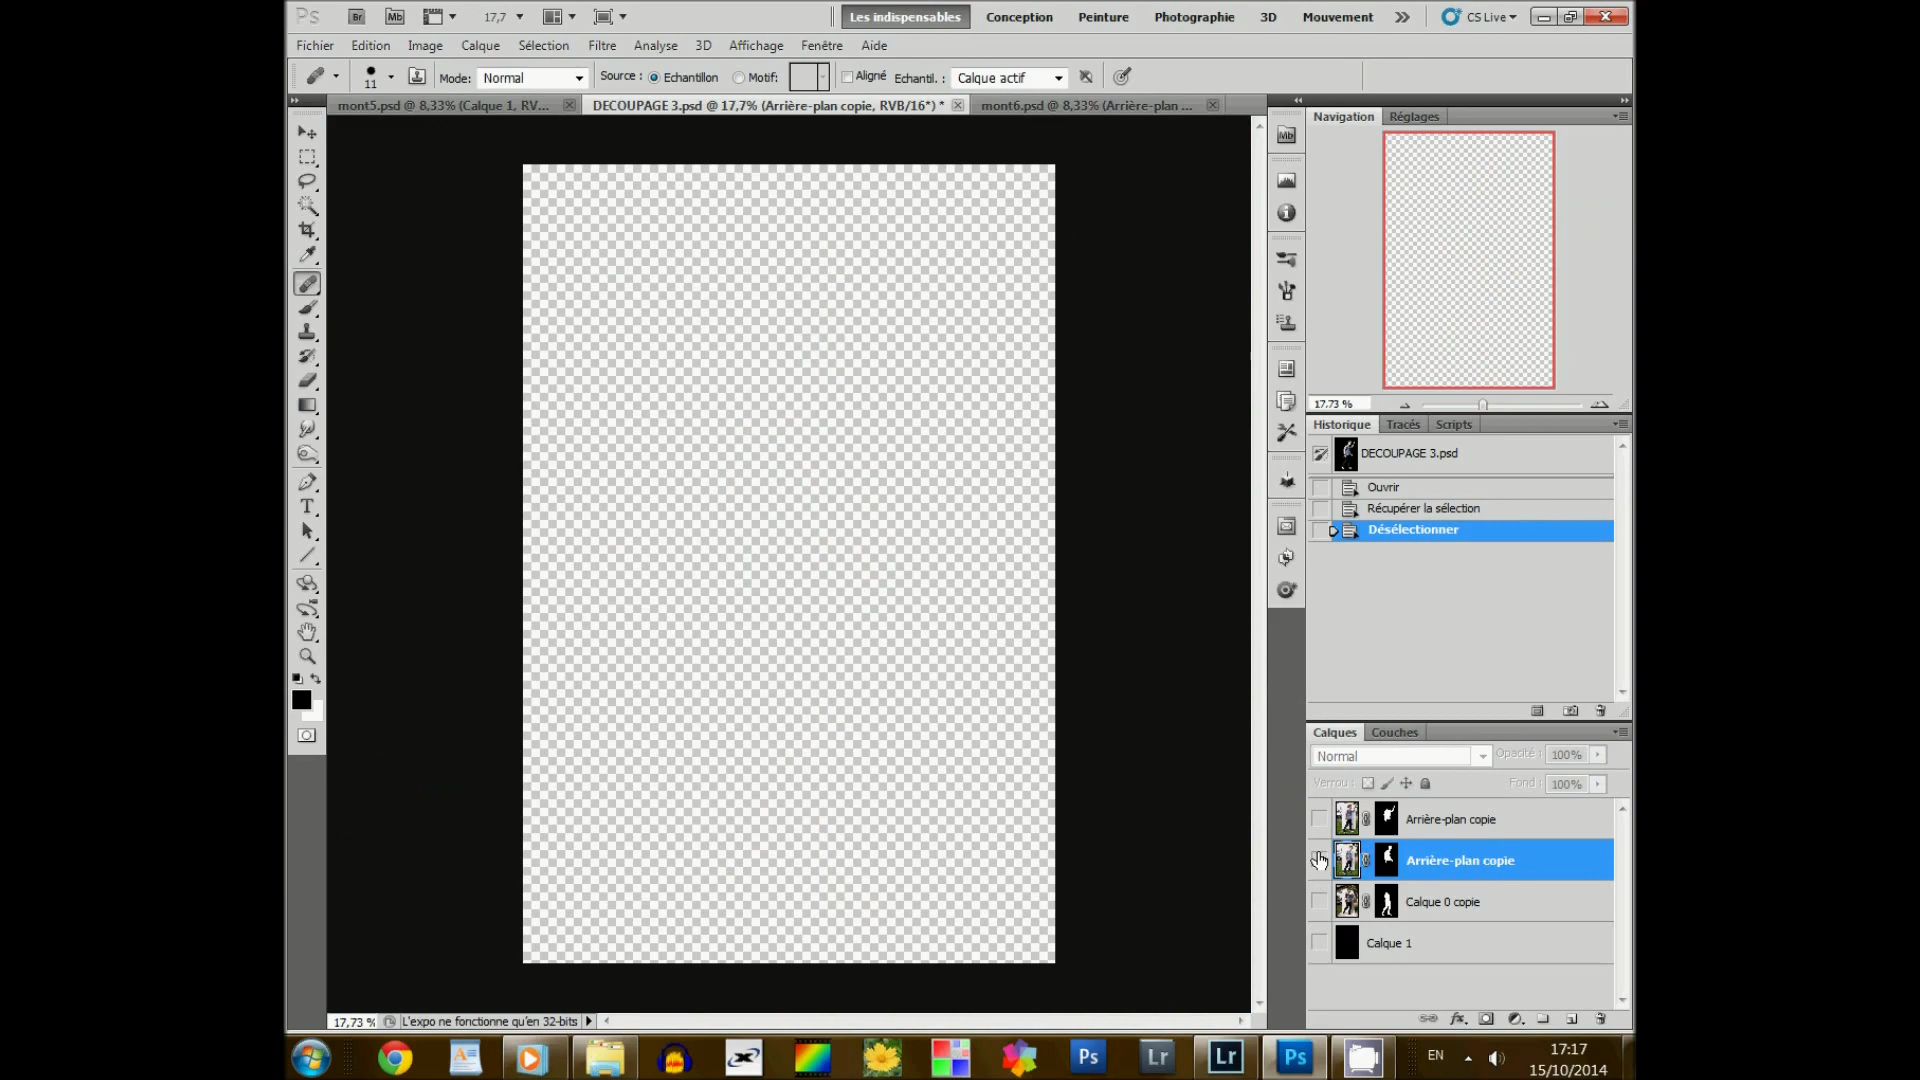 Ps Br Mb 17,7 Les indispensables Conception Peinture Photographie 3D Mouvement CS Live
Fichier Edition Image Calque Sélection Filtre Analyse 3D Affichage Fenêtre Aide
11 Mode: Normal Source : Echantillon Motif: Aligné Echantil. : Calque actif
mont5.psd @ 8,33% (Calque 1, RV... DECOUPAGE 3.psd @ 17,7% (Arrière-plan copie, RVB/16*) * mont6.psd @ 8,33% (Arrière-plan ...
Navigation Réglages
Mb
17.73 %
Historique Tracés Scripts
DECOUPAGE 3.psd
Ouvrir
Récupérer la sélection
Désélectionner
Calques Couches
Normal Opacité : 100%
Verrou : Fond : 100%
Arrière-plan copie
Arrière-plan copie
Calque 0 copie
Calque 1
17,73 % L'expo ne fonctionne qu'en 32-bits
Ps Lr Lr Ps EN 17:17
15/10/2014